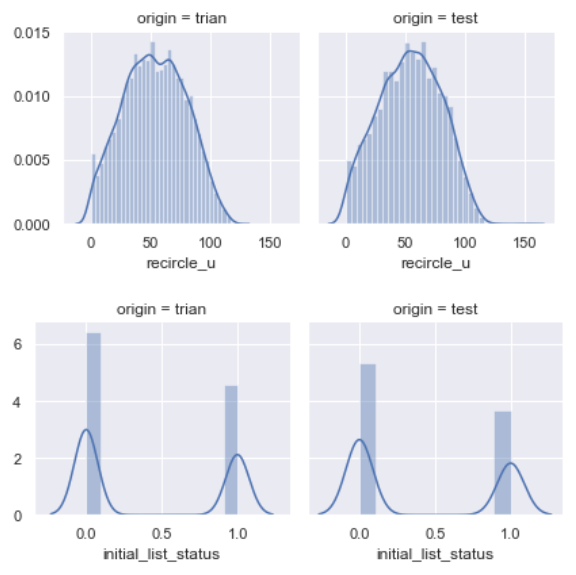 origin = trian origin = test
0.015
0.010
0.005
0.000
0 50 100 150 0 50 100 150
recircle_u recircle_u
origin = trian origin = test
6
4
2
0
0.0 0.5 1.0 0.0 0.5 1.0
initial_list_status initial_list_status